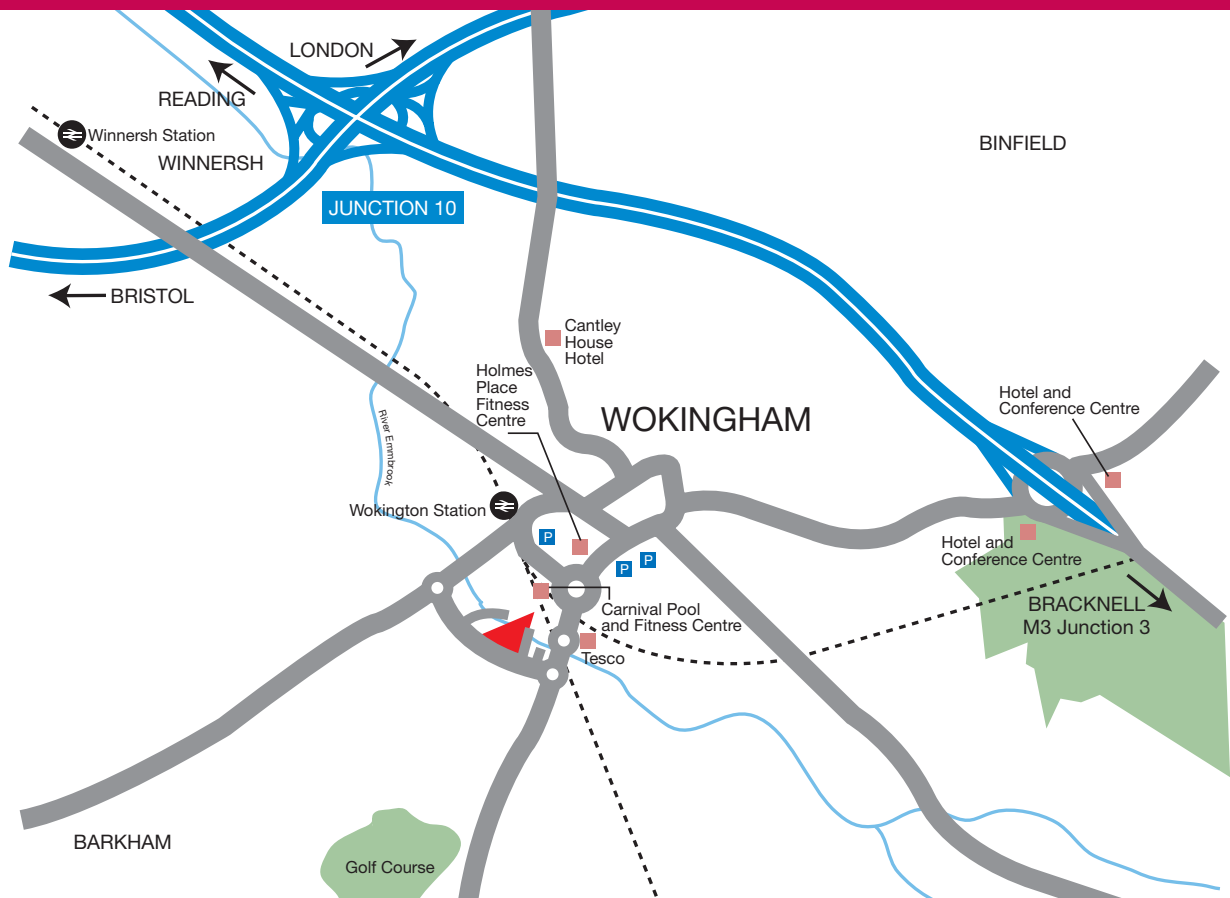 LONDON
READING
Winnersh Station
WINNERSH
BINFIELD
JUNCTION 10
BRISTOL
Cantley
House
Hotel
Holmes
Place
Fitness
Centre
WOKINGHAM
Hotel and
Conference Centre
River Emmbrook
Wokington Station
P
P
P
Hotel and
Conference Centre
BRACKNELL
M3 Junction 3
Carnival Pool
and Fitness Centre
Tesco
BARKHAM
Golf Course